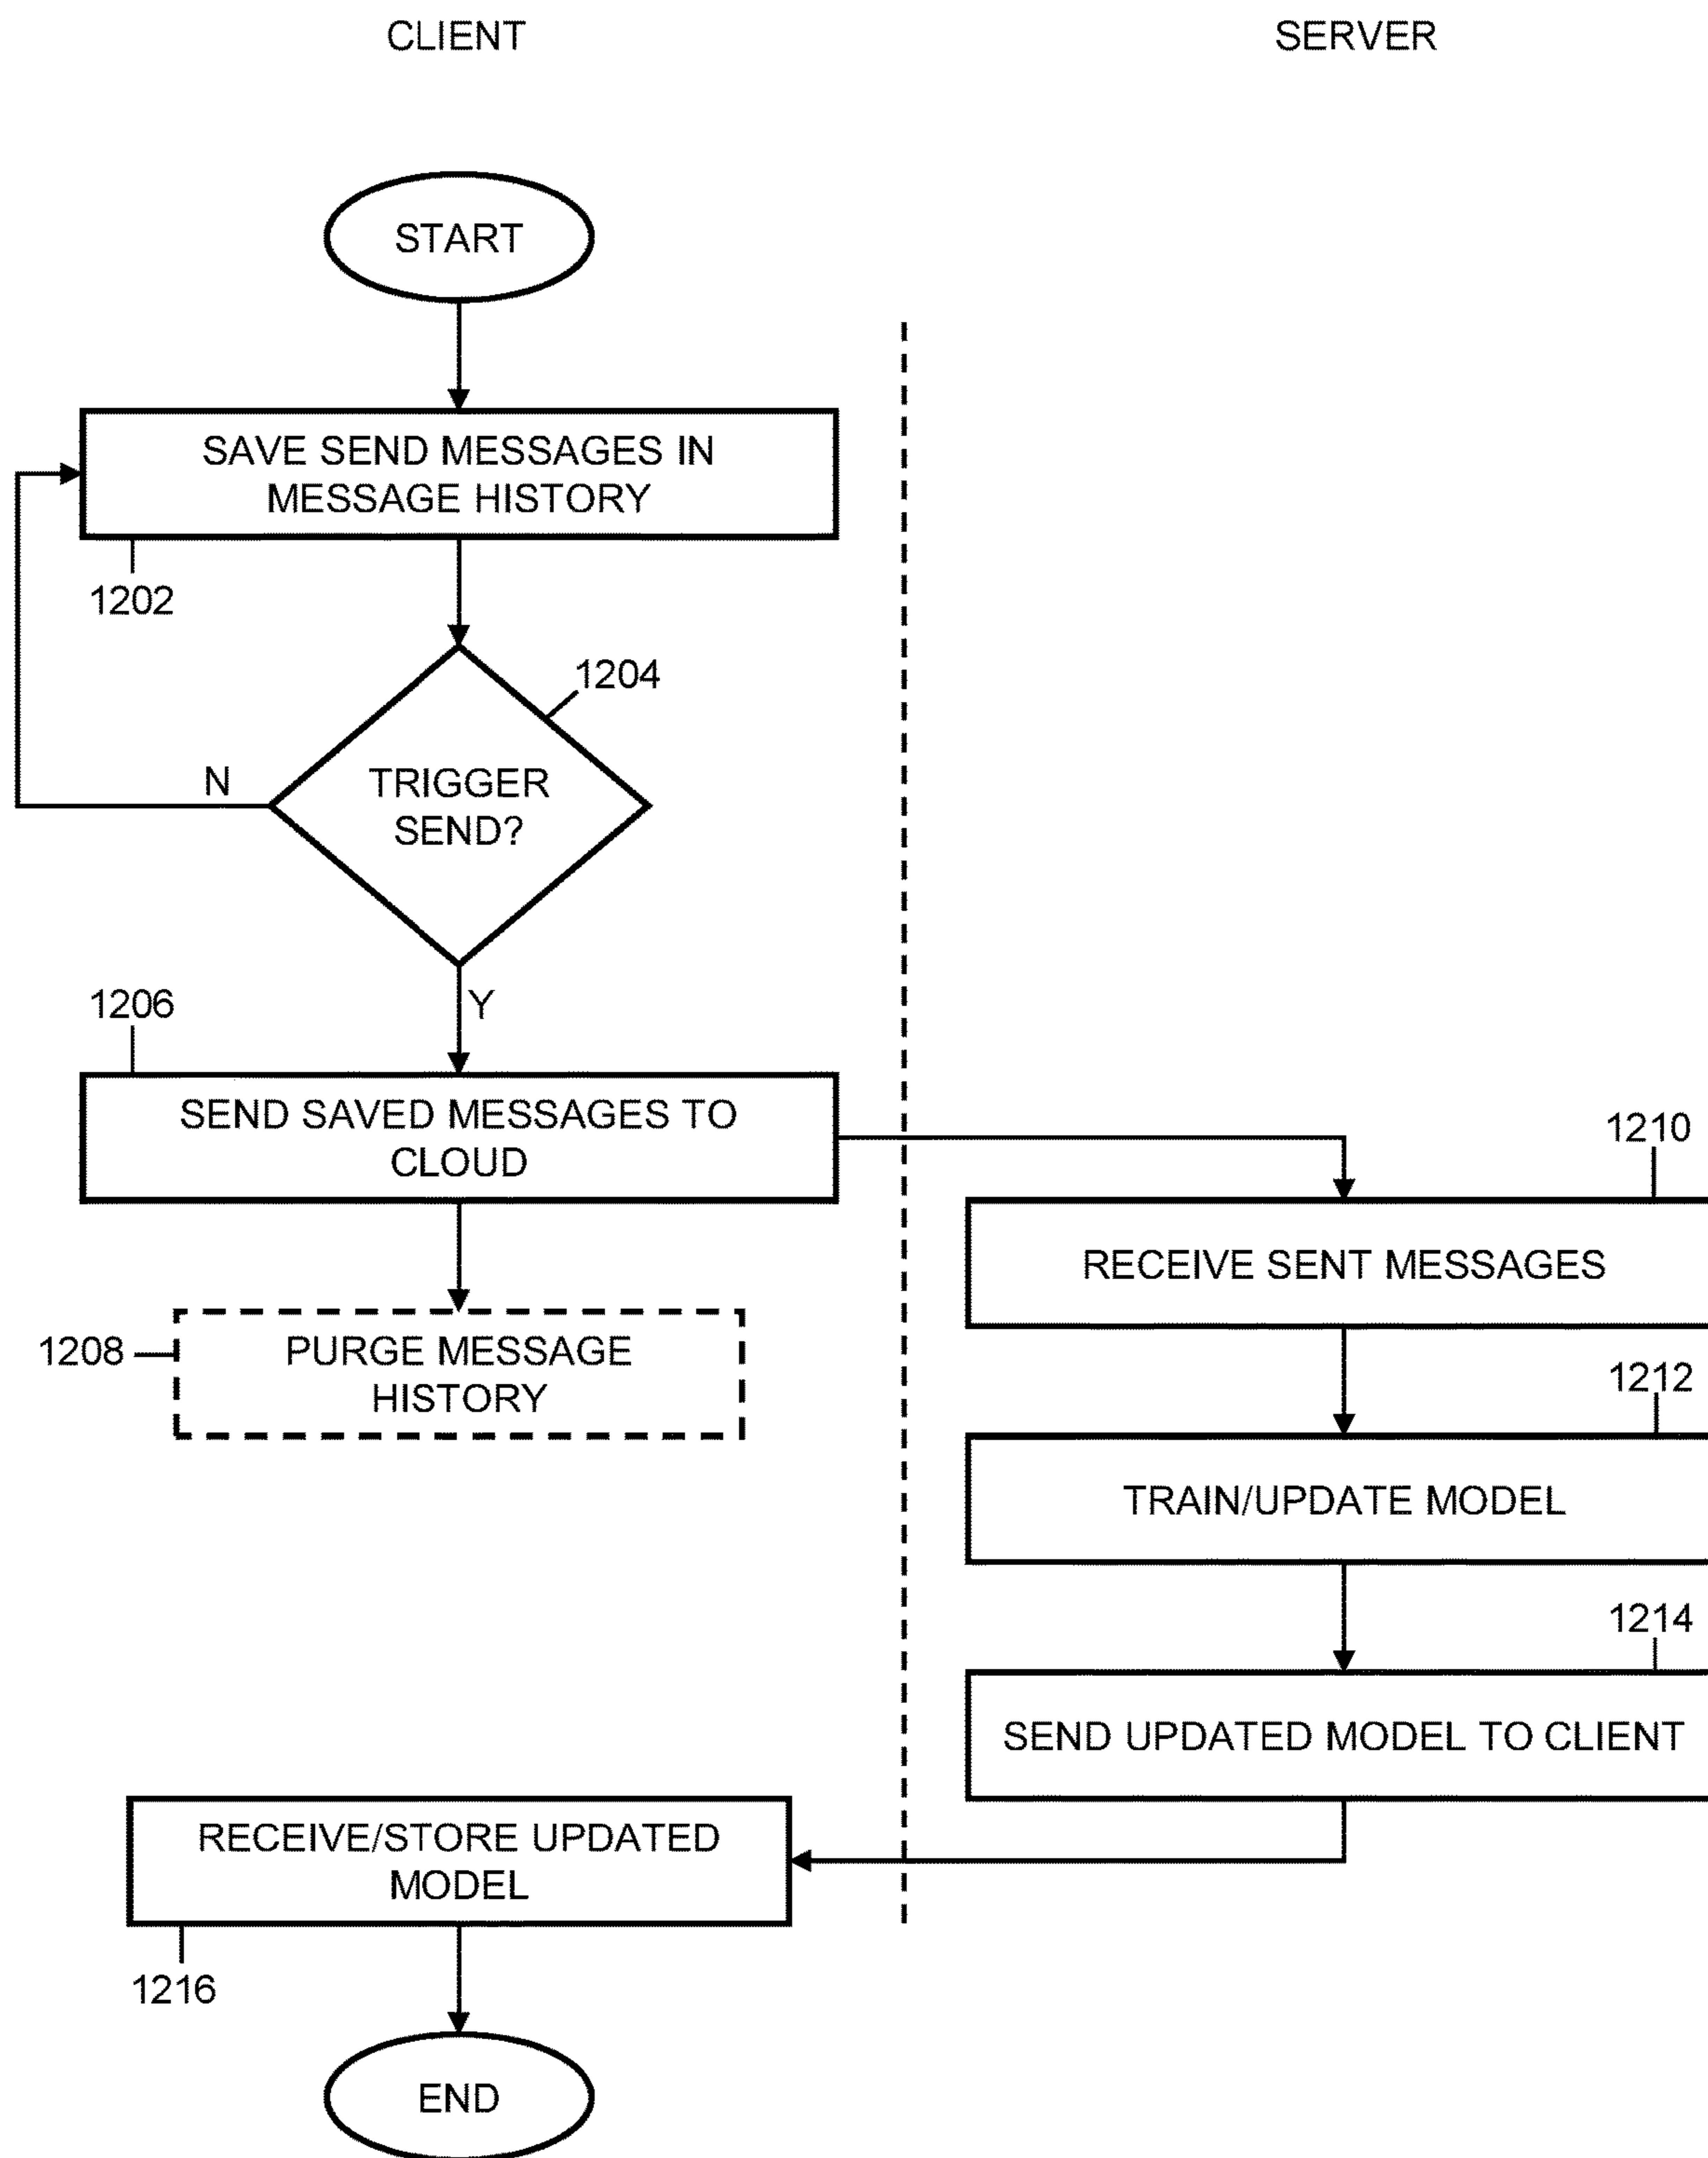 CLIENT
SERVER
START
SAVE SEND MESSAGES IN
MESSAGE HISTORY
1202
1204
TRIGGER
SEND?
N
Y
1206
SEND SAVED MESSAGES TO
CLOUD
1210
RECEIVE SENT MESSAGES
1208
PURGE MESSAGE
HISTORY
1212
TRAIN/UPDATE MODEL
1214
SEND UPDATED MODEL TO CLIENT
RECEIVE/STORE UPDATED
MODEL
1216
END